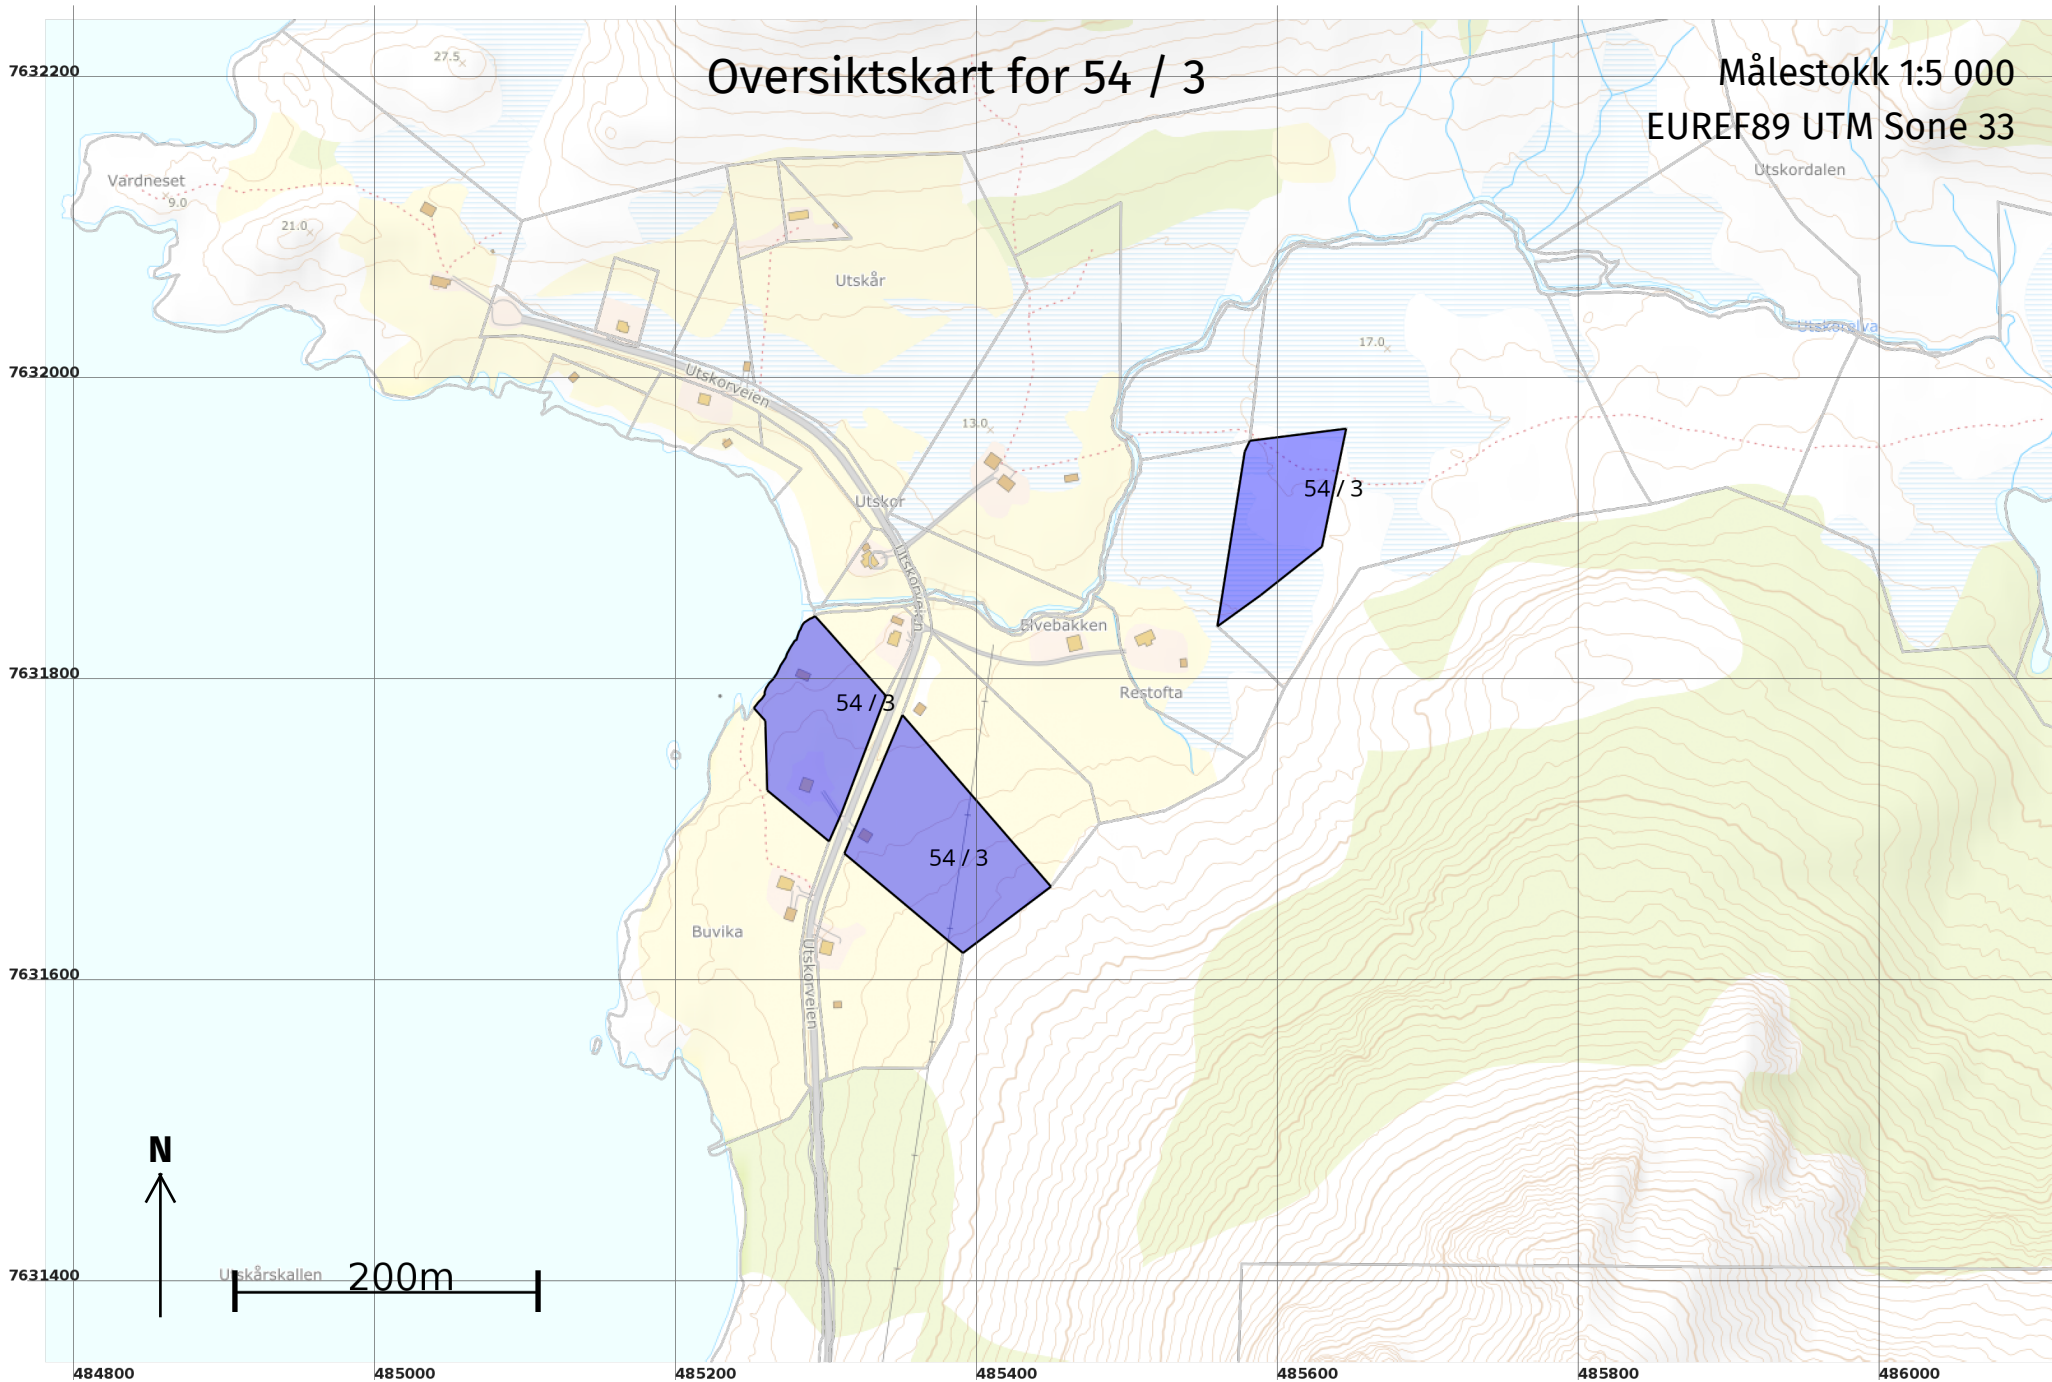 Oversiktskart for 54 / 3
Målestokk 1:5 000
EUREF89 UTM Sone 33
27.5
7632200
Vardneset
9.0
21.0
Utskordalen
Utskår
Utskorelva
17.0
7632000
Utskorveien
13.0
Utskor
54 / 3
Utskorveien
Elvebakken
7631800
54 / 3
Restofta
54 / 3
Buvika
7631600
Utskorveien
N
7631400
Utskårskallen
200m
484800
485000
485200
485400
485600
485800
486000